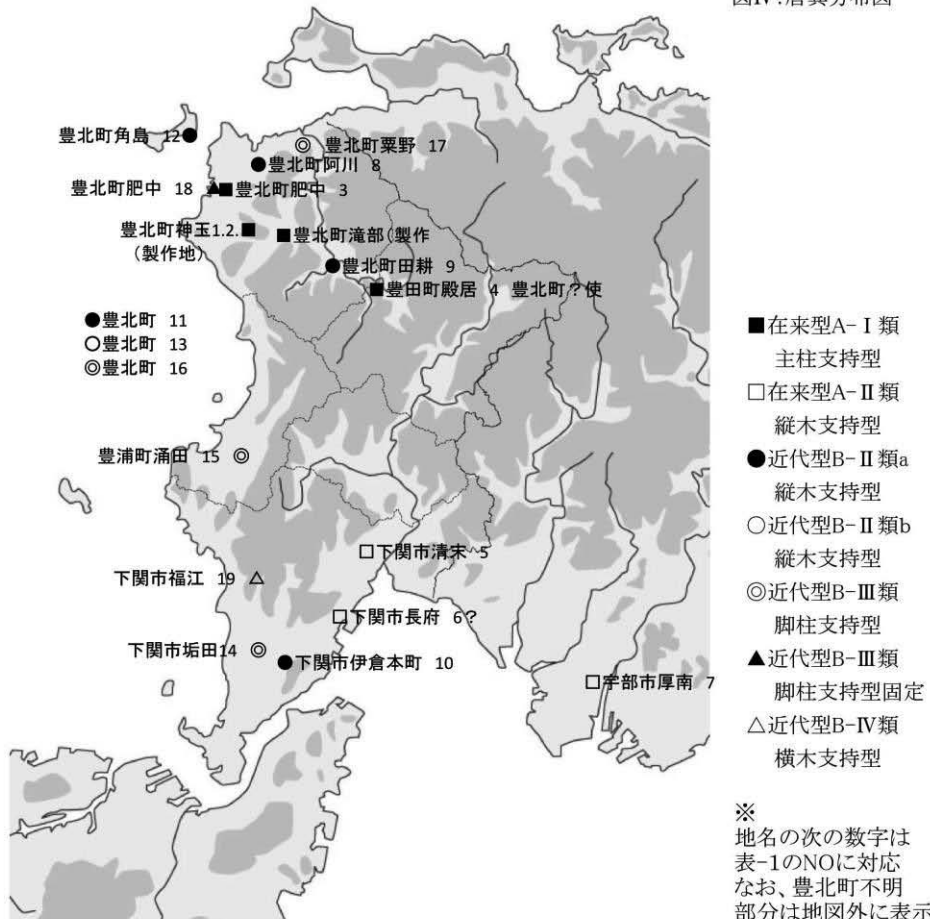 豊北町角島 12
豊北町粟野 17
豊北町阿川 8
豊北町肥中 18
豊北町肥中 3
豊北町神玉1.2.
(製作地)
豊北町滝部(製作
豊北町田耕 9
豊田町殿居 4 豊北町?使
●豊北町 11
○豊北町 13
◎豊北町 16
豊浦町涌田 15
下関市清末 5
下関市福江 19
下関市長府 6?
下関市垢田14
下関市伊倉本町 10
宇部市厚南 7
■在来型A-Ⅰ類
主柱支持型
□在来型A-Ⅱ類
縦木支持型
●近代型B-Ⅱ類a
縦木支持型
○近代型B-Ⅱ類b
縦木支持型
◎近代型B-Ⅲ類
脚柱支持型
▲近代型B-Ⅲ類
脚柱支持型固定
△近代型B-Ⅳ類
横木支持型
※
地名の次の数字は
表-1のNOに対応
なお、豊北町不明
部分は地図外に表示